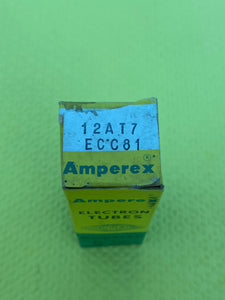 12AT7
ECC81
Amperex®
Amperex
ELECTRON
TUBES